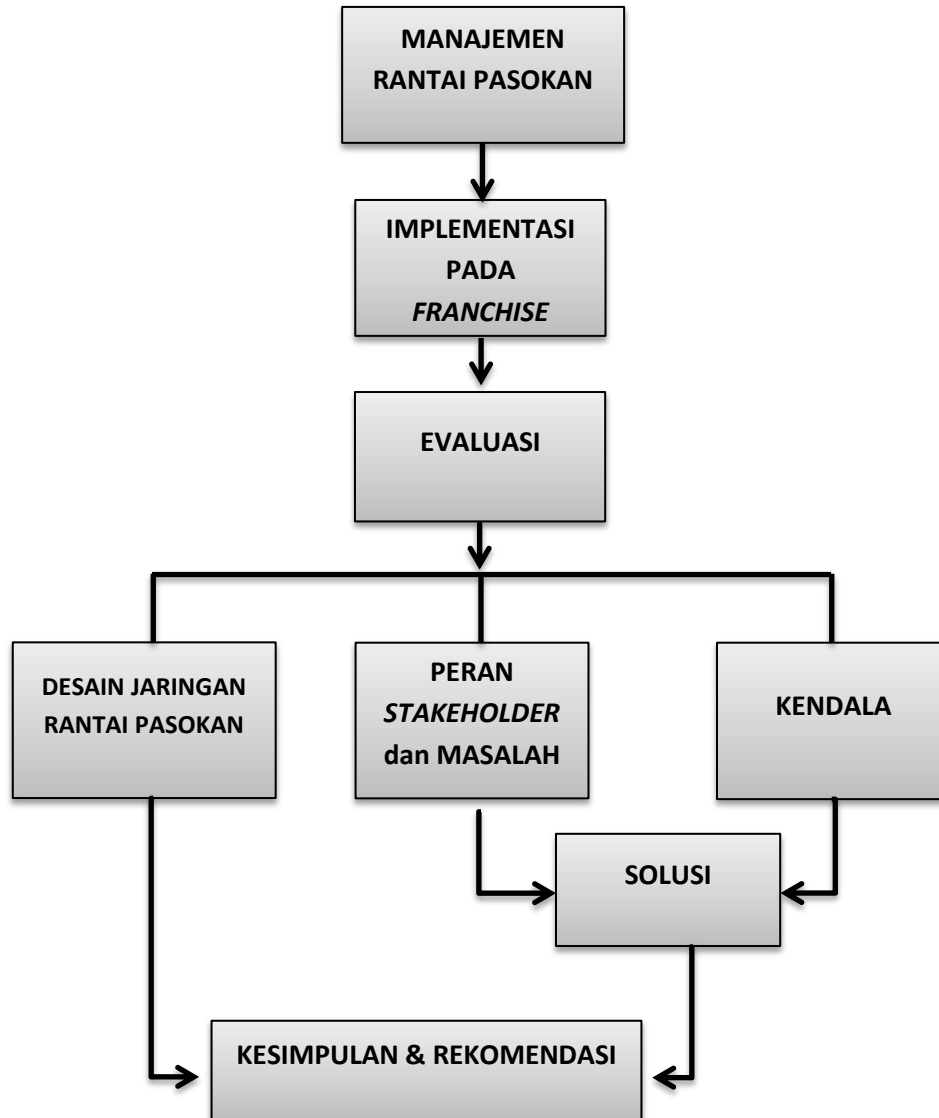 MANAJEMEN
RANTAI PASOKAN
IMPLEMENTASI
PADA
FRANCHISE
EVALUASI
DESAIN JARINGAN
RANTAI PASOKAN
PERAN
STAKEHOLDER
dan MASALAH
KENDALA
SOLUSI
KESIMPULAN & REKOMENDASI